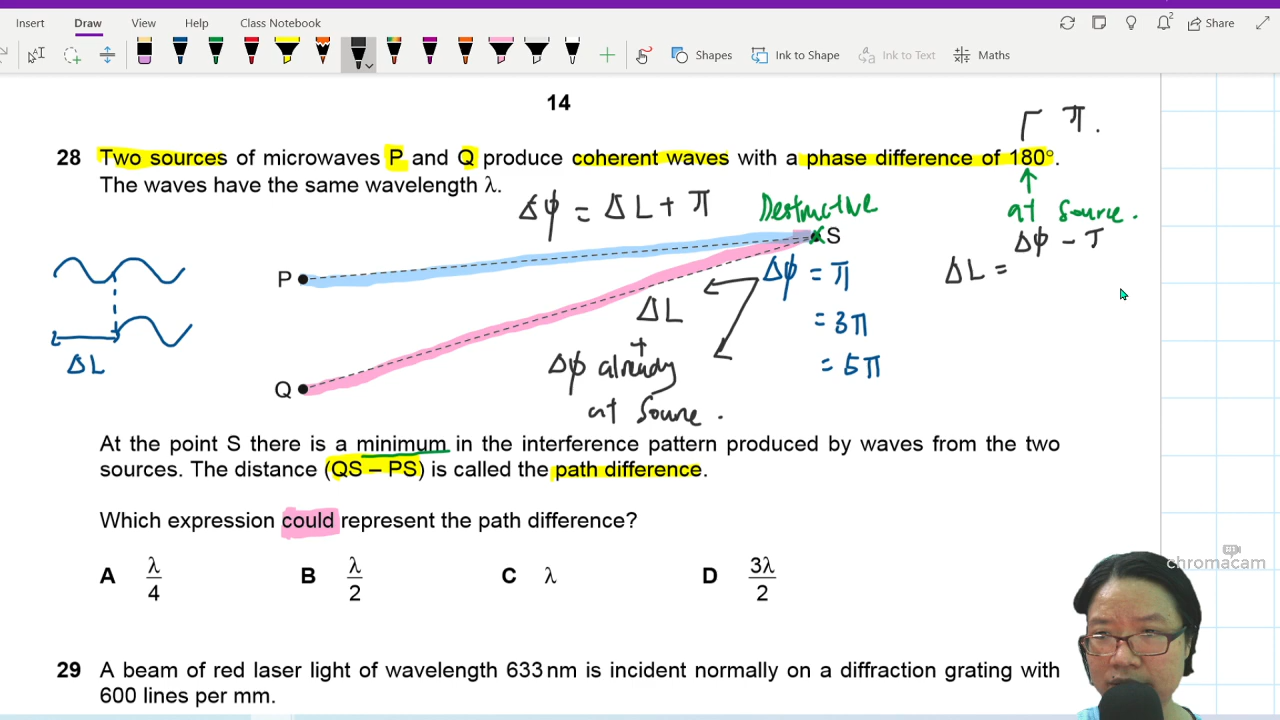 Insert Draw View Help Class Notebook Share
Shapes Ink to Shape Ink to Text Maths
14
π.
28 Two sources of microwaves P and Q produce coherent waves with a phase difference of 180°.
The waves have the same wavelength λ.
Δφ = ΔL + π
Destructive
at source.
S
Δφ - π
ΔL =
P
Δφ = π
ΔL
= 3π
+
ΔL
Δφ already
= 5π
Q
at source.
At the point S there is a minimum in the interference pattern produced by waves from the two
sources. The distance (QS – PS) is called the path difference.
Which expression could represent the path difference?
A λ/4 B λ/2 C λ D 3λ/2
chromacam
29 A beam of red laser light of wavelength 633 nm is incident normally on a diffraction grating with
600 lines per mm.